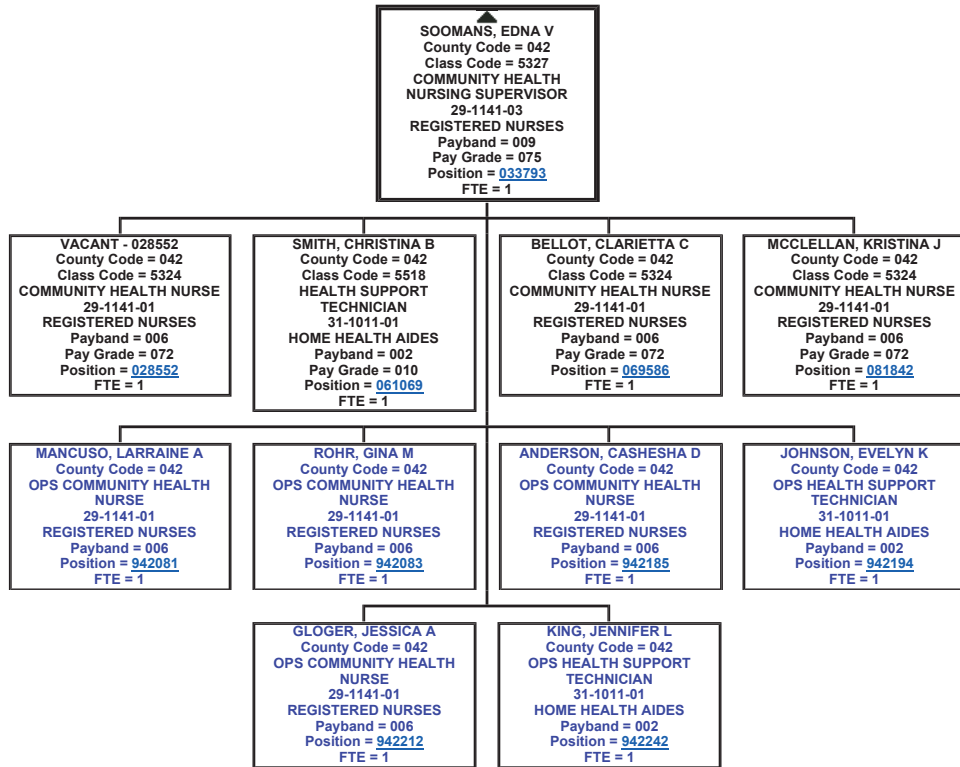 SOOMANS, EDNA V
County Code = 042
Class Code = 5327
COMMUNITY HEALTH
NURSING SUPERVISOR
29-1141-03
REGISTERED NURSES
Payband = 009
Pay Grade = 075
Position = 033793
FTE = 1
VACANT - 028552
County Code = 042
Class Code = 5324
COMMUNITY HEALTH NURSE
29-1141-01
REGISTERED NURSES
Payband = 006
Pay Grade = 072
Position = 028552
FTE = 1
SMITH, CHRISTINA B
County Code = 042
Class Code = 5518
HEALTH SUPPORT
TECHNICIAN
31-1011-01
HOME HEALTH AIDES
Payband = 002
Pay Grade = 010
Position = 061069
FTE = 1
BELLOT, CLARIETTA C
County Code = 042
Class Code = 5324
COMMUNITY HEALTH NURSE
29-1141-01
REGISTERED NURSES
Payband = 006
Pay Grade = 072
Position = 069586
FTE = 1
MCCLELLAN, KRISTINA J
County Code = 042
Class Code = 5324
COMMUNITY HEALTH NURSE
29-1141-01
REGISTERED NURSES
Payband = 006
Pay Grade = 072
Position = 081842
FTE = 1
MANCUSO, LARRAINE A
County Code = 042
OPS COMMUNITY HEALTH
NURSE
29-1141-01
REGISTERED NURSES
Payband = 006
Position = 942081
FTE = 1
ROHR, GINA M
County Code = 042
OPS COMMUNITY HEALTH
NURSE
29-1141-01
REGISTERED NURSES
Payband = 006
Position = 942083
FTE = 1
ANDERSON, CASHESHA D
County Code = 042
OPS COMMUNITY HEALTH
NURSE
29-1141-01
REGISTERED NURSES
Payband = 006
Position = 942185
FTE = 1
JOHNSON, EVELYN K
County Code = 042
OPS HEALTH SUPPORT
TECHNICIAN
31-1011-01
HOME HEALTH AIDES
Payband = 002
Position = 942194
FTE = 1
GLOGER, JESSICA A
County Code = 042
OPS COMMUNITY HEALTH
NURSE
29-1141-01
REGISTERED NURSES
Payband = 006
Position = 942212
FTE = 1
KING, JENNIFER L
County Code = 042
OPS HEALTH SUPPORT
TECHNICIAN
31-1011-01
HOME HEALTH AIDES
Payband = 002
Position = 942242
FTE = 1